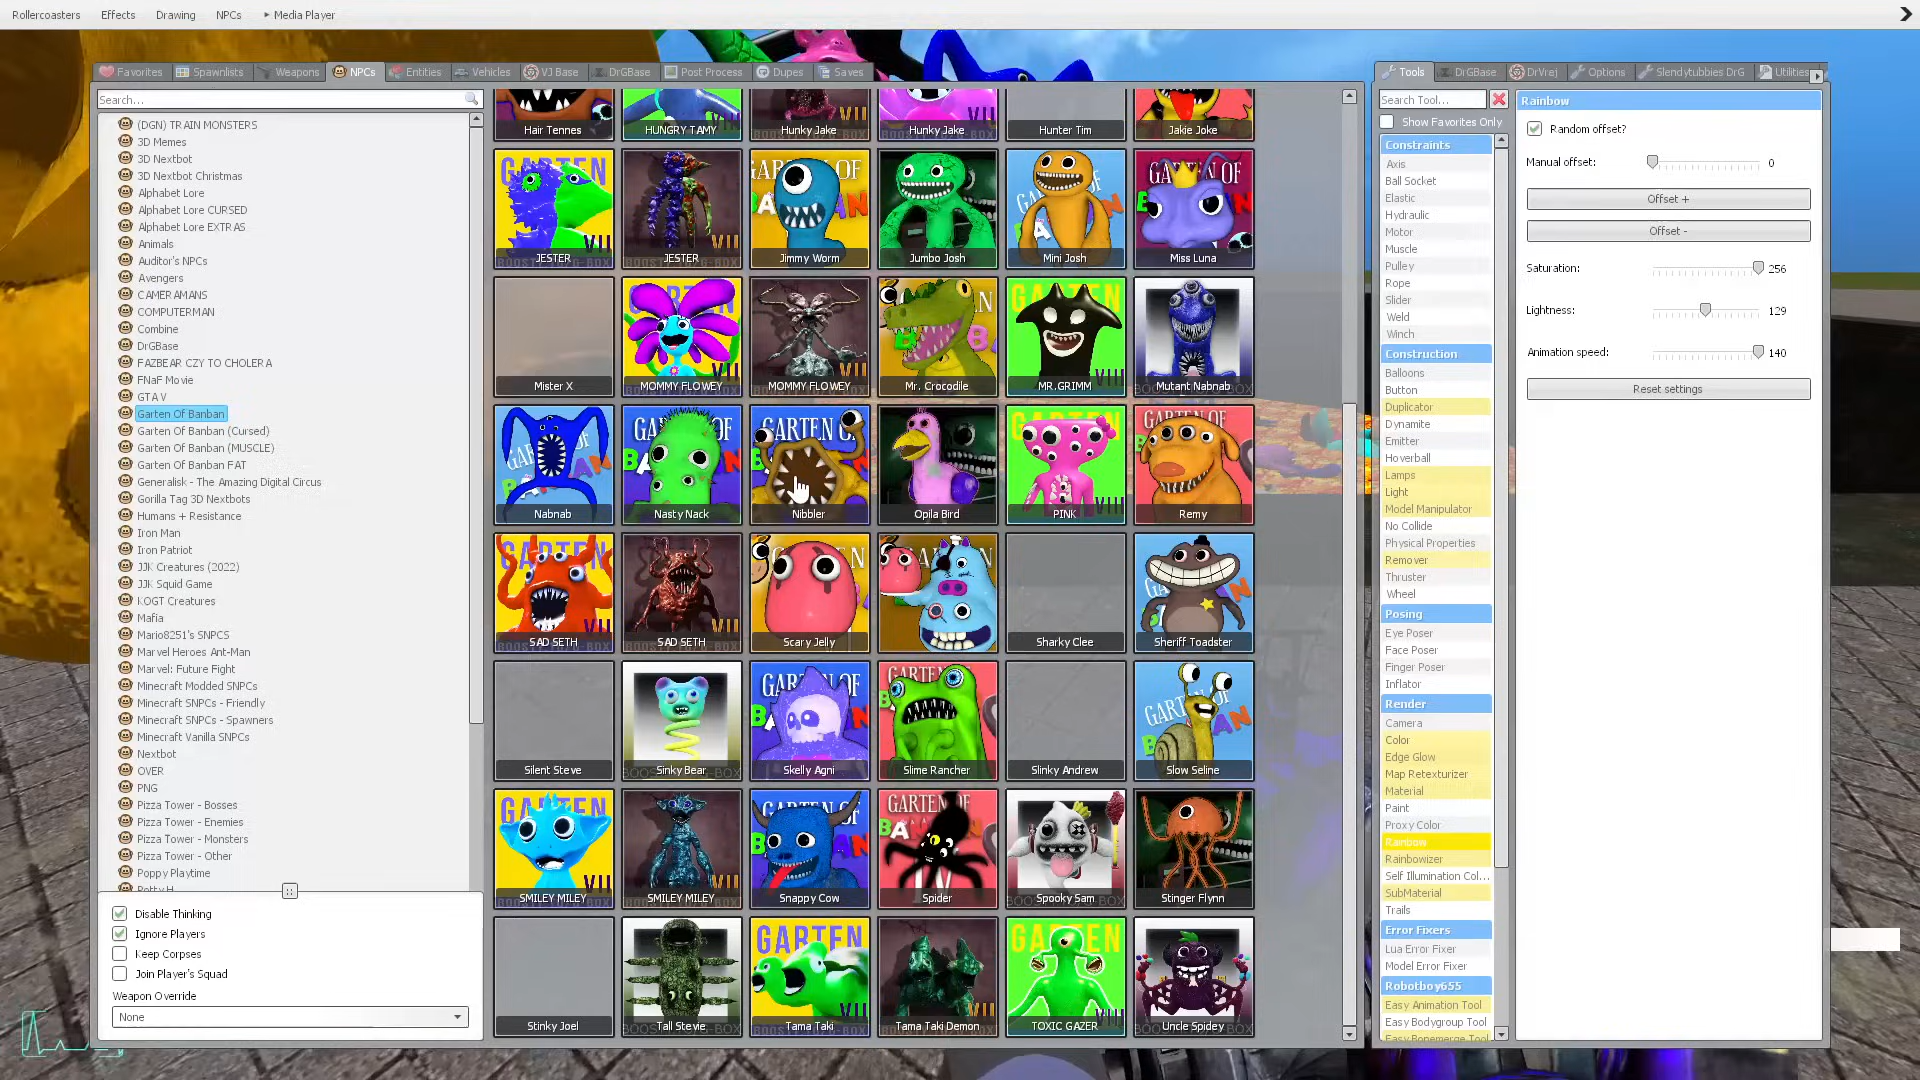 Rollercoasters Effects Drawing NPCs Media Player
Favorites Spawnlists Weapons NPCs Entities Vehicles VJ Base DrGBase Post Process Dupes Saves
Search...
(DGN) TRAIN MONSTERS
3D Memes
3D Nextbot
3D Nextbot Christmas
Alphabet Lore
Alphabet Lore CURSED
Alphabet Lore EXTRAS
Animals
Auditor's NPCs
Avengers
CAMERAMANS
COMPUTERMAN
Combine
DrGBase
FAZBEAR CZY TO CHOLERA
FNaF Movie
GTA V
Garten Of Banban
Garten Of Banban (Cursed)
Garten Of Banban (MUSCLE)
Garten Of Banban FAT
Generalisk - The Amazing Digital Circus
Gorilla Tag 3D Nextbots
Humans + Resistance
Iron Man
Iron Patriot
JJK Creatures (2022)
JJK Squid Game
KOGT Creatures
Mafia
Mario8251's SNPCS
Marvel Heroes Ant-Man
Marvel: Future Fight
Minecraft Modded SNPCs
Minecraft SNPCs - Friendly
Minecraft SNPCs - Spawners
Minecraft Vanilla SNPCs
Nextbot
OVER
PNG
Pizza Tower - Bosses
Pizza Tower - Enemies
Pizza Tower - Monsters
Pizza Tower - Other
Poppy Playtime
Disable Thinking
Ignore Players
Keep Corpses
Join Player's Squad
Weapon Override
None
Hair Tennes HUNGRY TAMY Hunky Jake Hunky Jake Hunter Tim Jakie Joke
JESTER JESTER Jimmy Worm Jumbo Josh Mini Josh Miss Luna
Mister X MOMMY FLOWEY MOMMY FLOWEY Mr. Crocodile MR.GRIMM Mutant Nabnab
Nabnab Nasty Nack Nibbler Opila Bird PINK Remy
SAD SETH SAD SETH Scary Jelly Sharky Clee Sheriff Toadster
Silent Steve Sinky Bear Skelly Agni Slime Rancher Slinky Andrew Slow Seline
SMILEY MILEY SMILEY MILEY Snappy Cow Spider Spooky Sam Stinger Flynn
Stinky Joel Tall Stevie Tama Taki Tama Taki Demon TOXIC GAZER Uncle Spidey
Tools DrGBase DrVrej Options Slendytubbies DrG Utilities
Search Tool...
Show Favorites Only
Constraints
Axis
Ball Socket
Elastic
Hydraulic
Motor
Muscle
Pulley
Rope
Slider
Weld
Winch
Construction
Balloons
Button
Duplicator
Dynamite
Emitter
Hoverball
Lamps
Light
Model Manipulator
No Collide
Physical Properties
Remover
Thruster
Wheel
Posing
Eye Poser
Face Poser
Finger Poser
Inflator
Render
Camera
Color
Edge Glow
Map Retexturizer
Material
Paint
Proxy Color
Rainbow
Rainbowizer
Self Illumination Col...
SubMaterial
Trails
Error Fixers
Lua Error Fixer
Model Error Fixer
Robotboy655
Easy Animation Tool
Easy Bodygroup Tool
Easy Bonemerge Tool
Rainbow
Random offset?
Manual offset: 0
Offset +
Offset -
Saturation: 256
Lightness: 129
Animation speed: 140
Reset settings